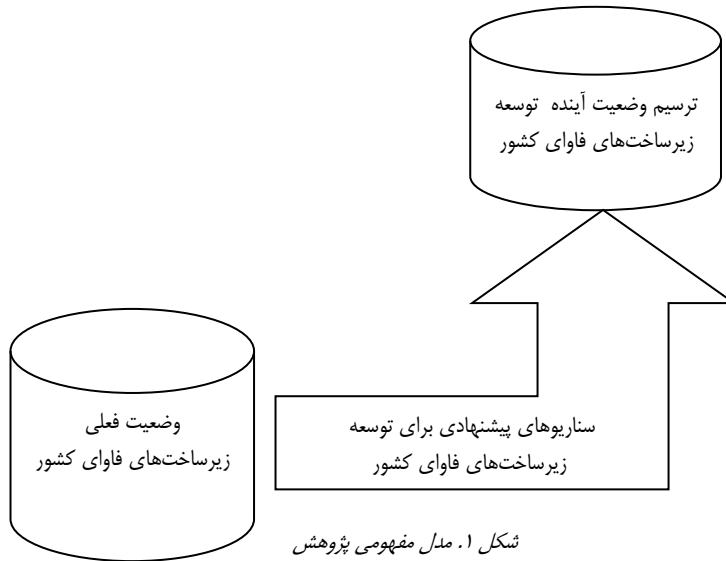 ترسیم وضعیت آینده توسعه
زیرساخت‌های فاوای کشور
وضعیت فعلی
زیرساخت‌های فاوای کشور
سناریوهای پیشنهادی برای توسعه
زیرساخت‌های فاوای کشور
شکل ۱. مدل مفهومی پژوهش